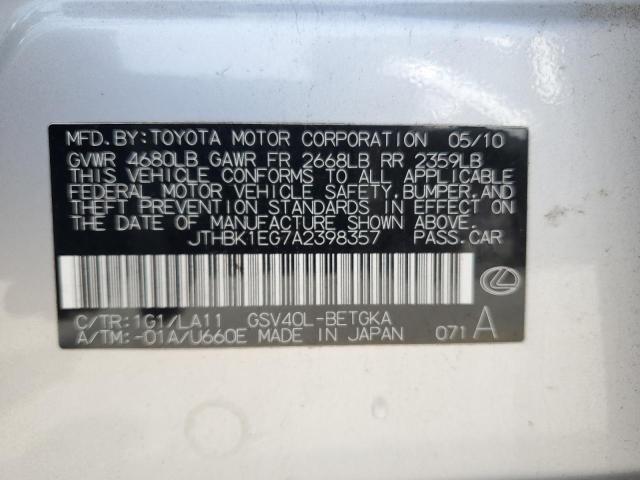 MFD.BY:TOYOTA MOTOR CORPORATION 05/10
GVWR 4680LB GAWR FR 2668LB RR 2359LB
THIS VEHICLE CONFORMS TO ALL APPLICABLE
FEDERAL MOTOR VEHICLE SAFETY,BUMPER,AND
THEFT PREVENTION STANDARDS IN EFFECT ON
THE DATE OF MANUFACTURE SHOWN ABOVE.
JTHBK1EG7A2398357 PASS.CAR
C/TR:1G1/LA11 GSV40L-BETGKA
A/TM:-01A/U660E MADE IN JAPAN 071 A